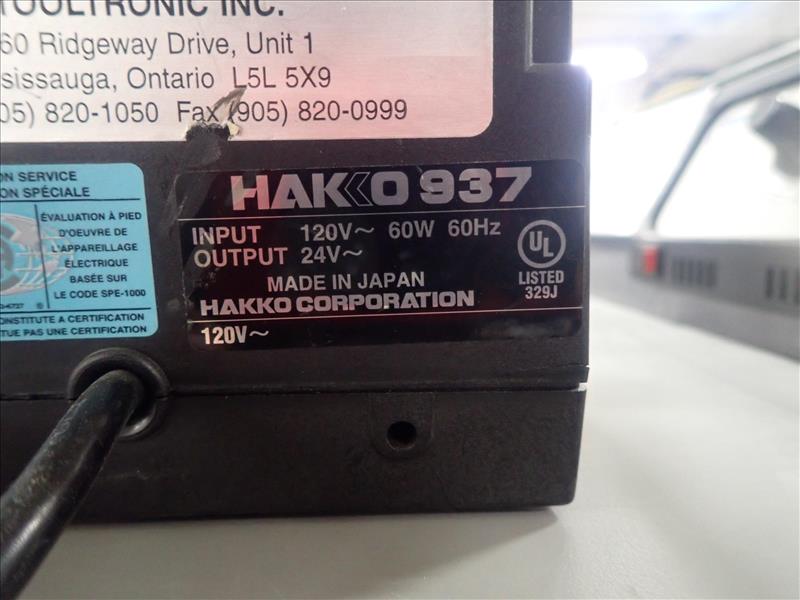 TOOLTRONIC INC.
60 Ridgeway Drive, Unit 1
sissauga, Ontario L5L 5X9
05) 820-1050 Fax (905) 820-0999
ON SERVICE
ON SPÉCIALE
ÉVALUATION À PIED
D'OEUVRE DE
L'APPAREILLAGE
ÉLECTRIQUE
BASÉE SUR
LE CODE SPE-1000
ONSTITUTE A CERTIFICATION
TUE PAS UNE CERTIFICATION
HAKKO 937
INPUT 120V~ 60W 60Hz
OUTPUT 24V~
UL
LISTED
329J
MADE IN JAPAN
HAKKO CORPORATION
120V~